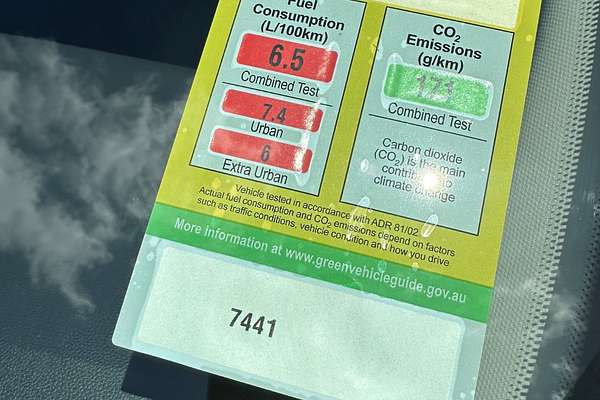 Fuel
Consumption
(L/100km)
6.5
Combined Test
7.4
Urban
6
Extra Urban
CO2
Emissions
(g/km)
Combined Test
Carbon dioxide
(CO2) is the main
contributor to
climate change
Vehicle tested in accordance with ADR 81/02
Actual fuel consumption and CO2 emissions depend on factors
such as traffic conditions, vehicle condition and how you drive
More information at www.greenvehicleguide.gov.au
7441